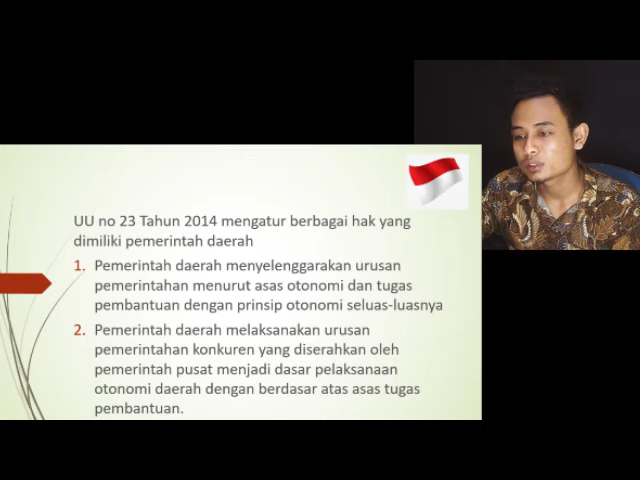 UU no 23 Tahun 2014 mengatur berbagai hak yang
dimiliki pemerintah daerah
1. Pemerintah daerah menyelenggarakan urusan
pemerintahan menurut asas otonomi dan tugas
pembantuan dengan prinsip otonomi seluas-luasnya
2. Pemerintah daerah melaksanakan urusan
pemerintahan konkuren yang diserahkan oleh
pemerintah pusat menjadi dasar pelaksanaan
otonomi daerah dengan berdasar atas asas tugas
pembantuan.